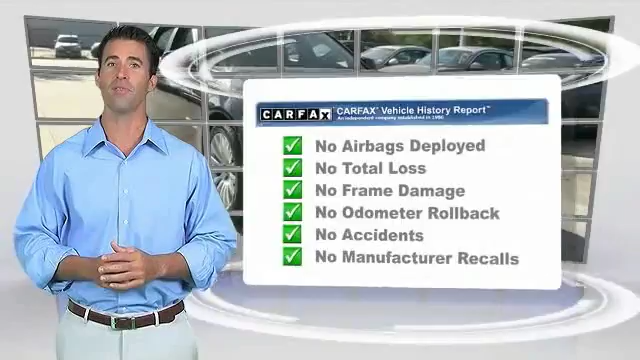 CARFAX CARFAX Vehicle History Report™
An independent company established in 1986
No Airbags Deployed
No Total Loss
No Frame Damage
No Odometer Rollback
No Accidents
No Manufacturer Recalls